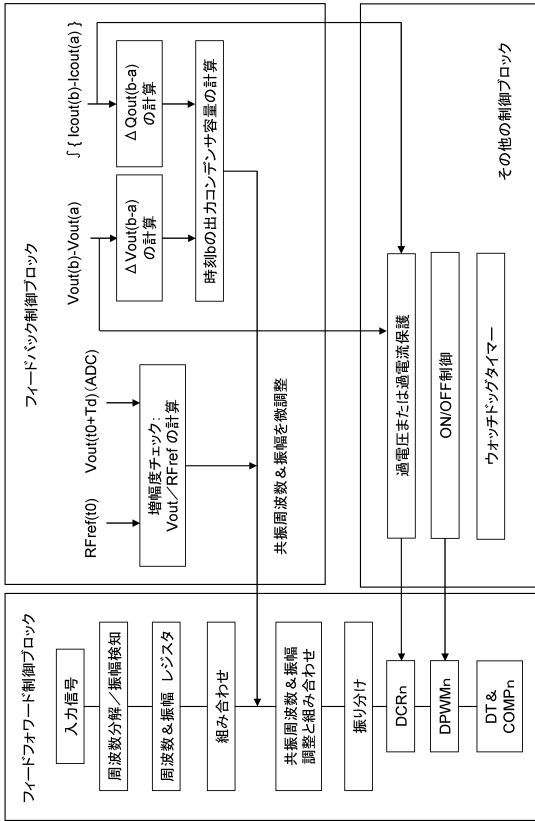 フィードフォワード制御ブロック
入力信号
周波数分解／振幅検知
周波数＆振幅 レジスタ
組み合わせ
共振周波数＆振幅
調整と組み合わせ
振り分け
DCRn
DPWMn
DT＆
COMPn
フィードバック制御ブロック
RFref(t0)
Vout(t0+Td)(ADC)
Vout(b)-Vout(a)
∫{ Icout(b)-Icout(a) }
増幅度チェック:
Vout／RFref の計算
ΔVout(b-a)
の計算
ΔQout(b-a)
の計算
時刻bの出力コンデンサ容量の計算
共振周波数＆振幅を微調整
過電圧または過電流保護
ON/OFF制御
ウォッチドッグタイマー
その他の制御ブロック